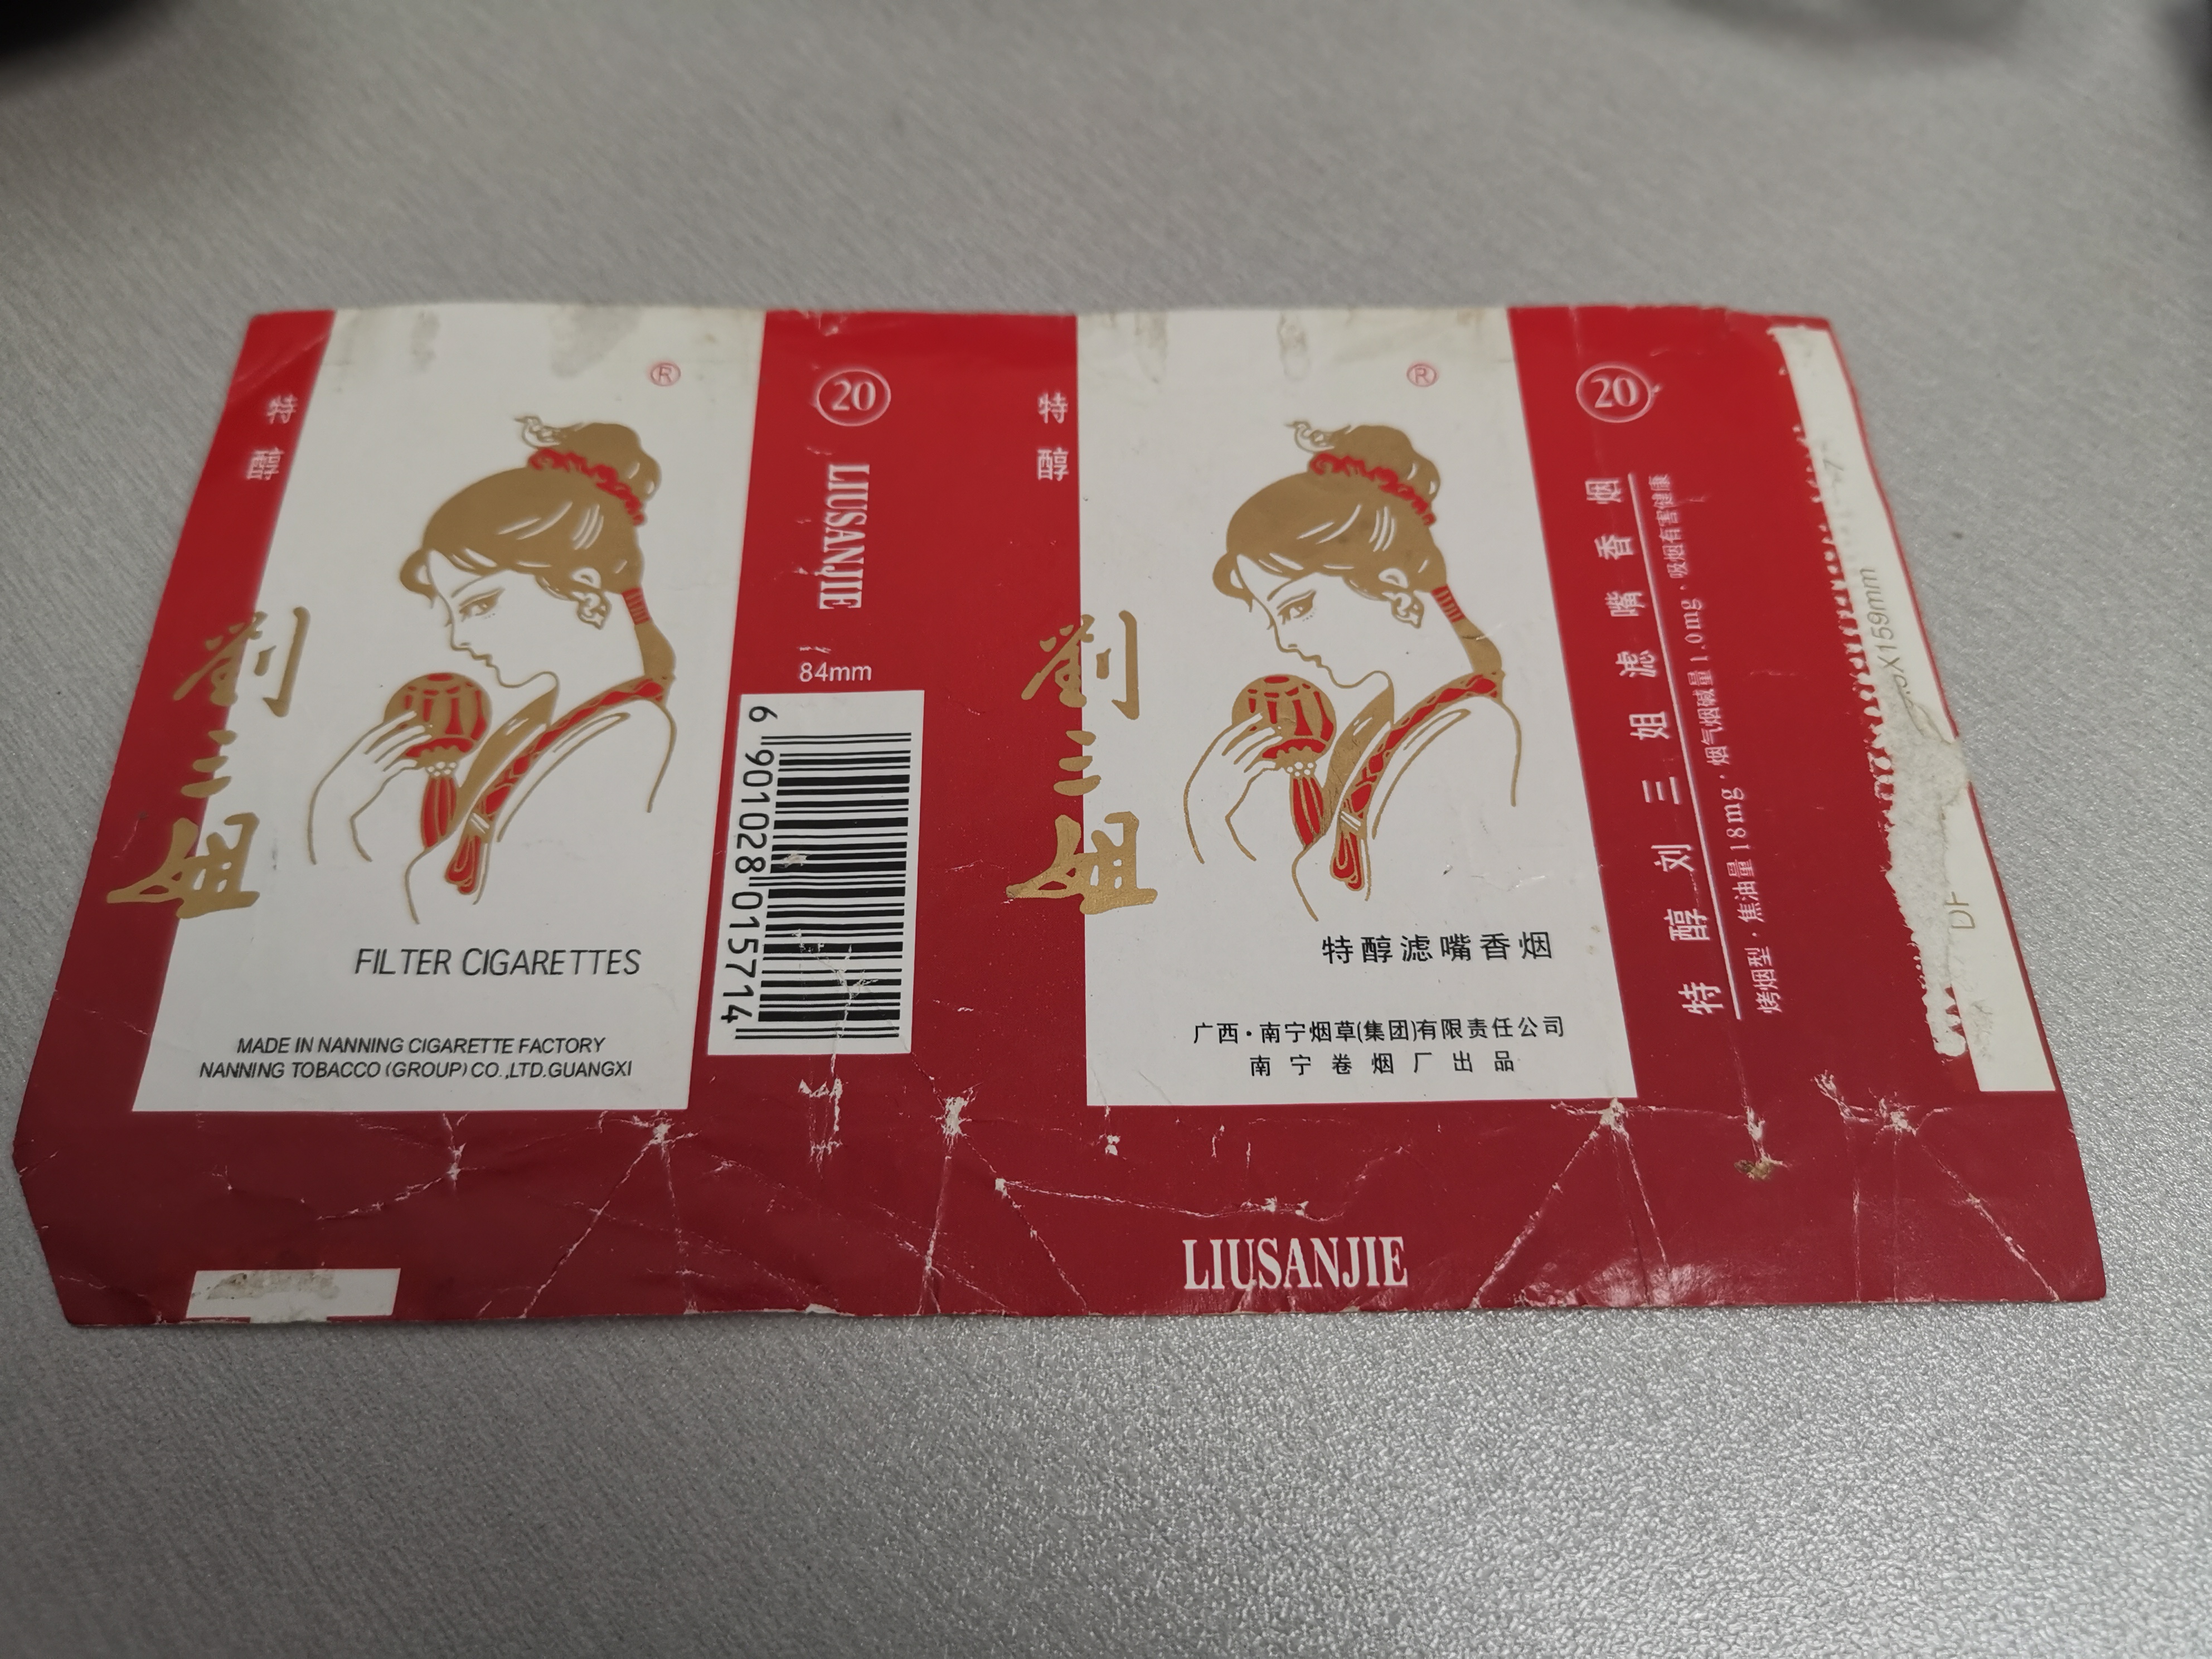 特醇
劉三姐
®
FILTER CIGARETTES
MADE IN NANNING CIGARETTE FACTORY
NANNING TOBACCO (GROUP) CO.,LTD.GUANGXI
20
LIUSANJIE
84mm
6 901028 015714
特醇
劉三姐
®
特醇滤嘴香烟
广西·南宁烟草(集团)有限责任公司
南宁卷烟厂出品
LIUSANJIE
20
特醇刘三姐滤嘴香烟
烤烟型·焦油量18mg·烟气烟碱量1.0mg·吸烟有害健康
X159mm